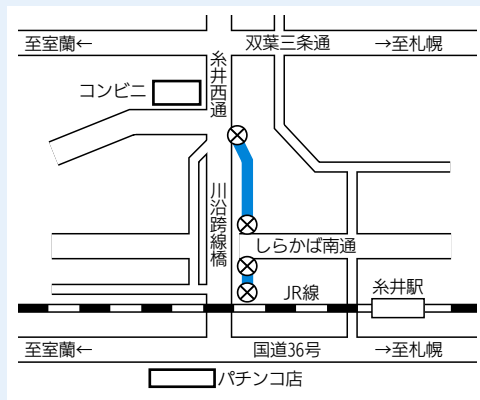 至室蘭←
双葉三条通
→至札幌
糸井西通
コンビニ
川沿跨線橋
しらかば南通
JR線
糸井駅
至室蘭←
国道36号
→至札幌
パチンコ店